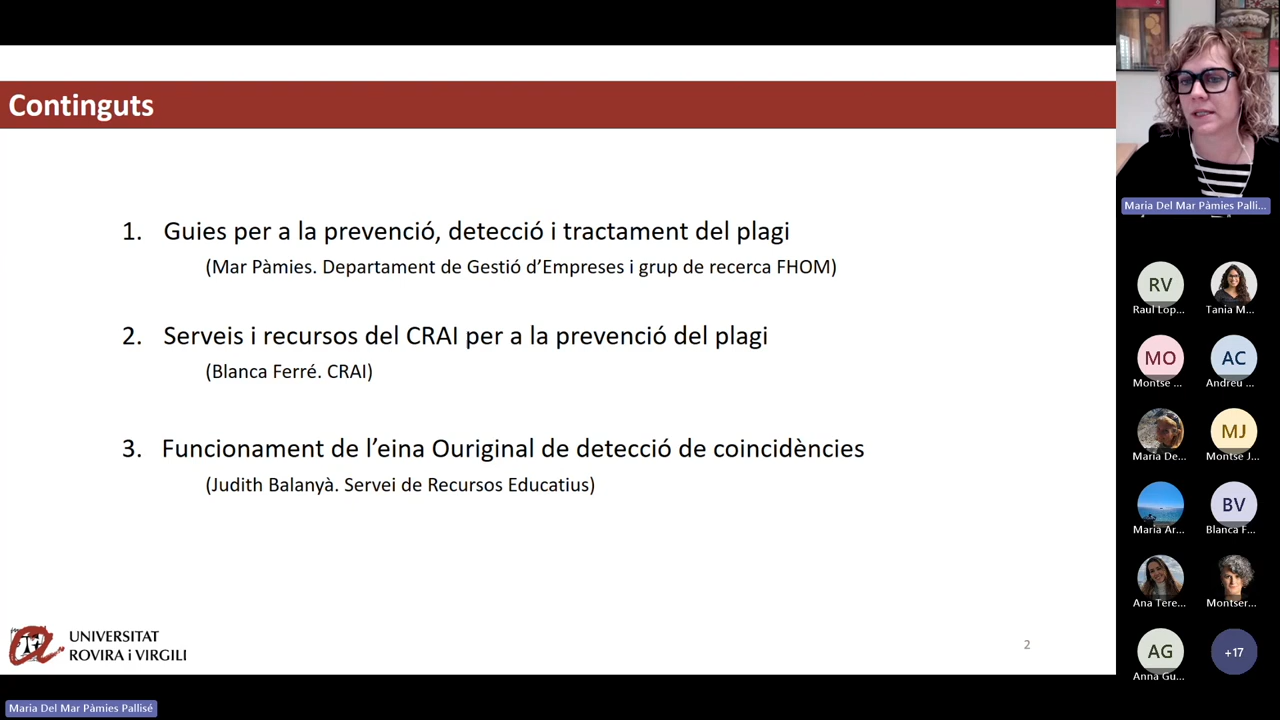 Continguts
1. Guies per a la prevenció, detecció i tractament del plagi
(Mar Pàmies. Departament de Gestió d'Empreses i grup de recerca FHOM)
2. Serveis i recursos del CRAI per a la prevenció del plagi
(Blanca Ferré. CRAI)
3. Funcionament de l'eina Ouriginal de detecció de coincidències
(Judith Balanyà. Servei de Recursos Educatius)
UNIVERSITAT
ROVIRA i VIRGILI
2
Maria Del Mar Pàmies Pallisé
Maria Del Mar Pàmies Palli...
RV
Raul Lop...
Tania M...
MO
Montse ...
AC
Andreu ...
Maria De...
MJ
Montse J...
Maria Ar...
BV
Blanca F...
Ana Tere...
Montser...
AG
Anna Gu...
+17